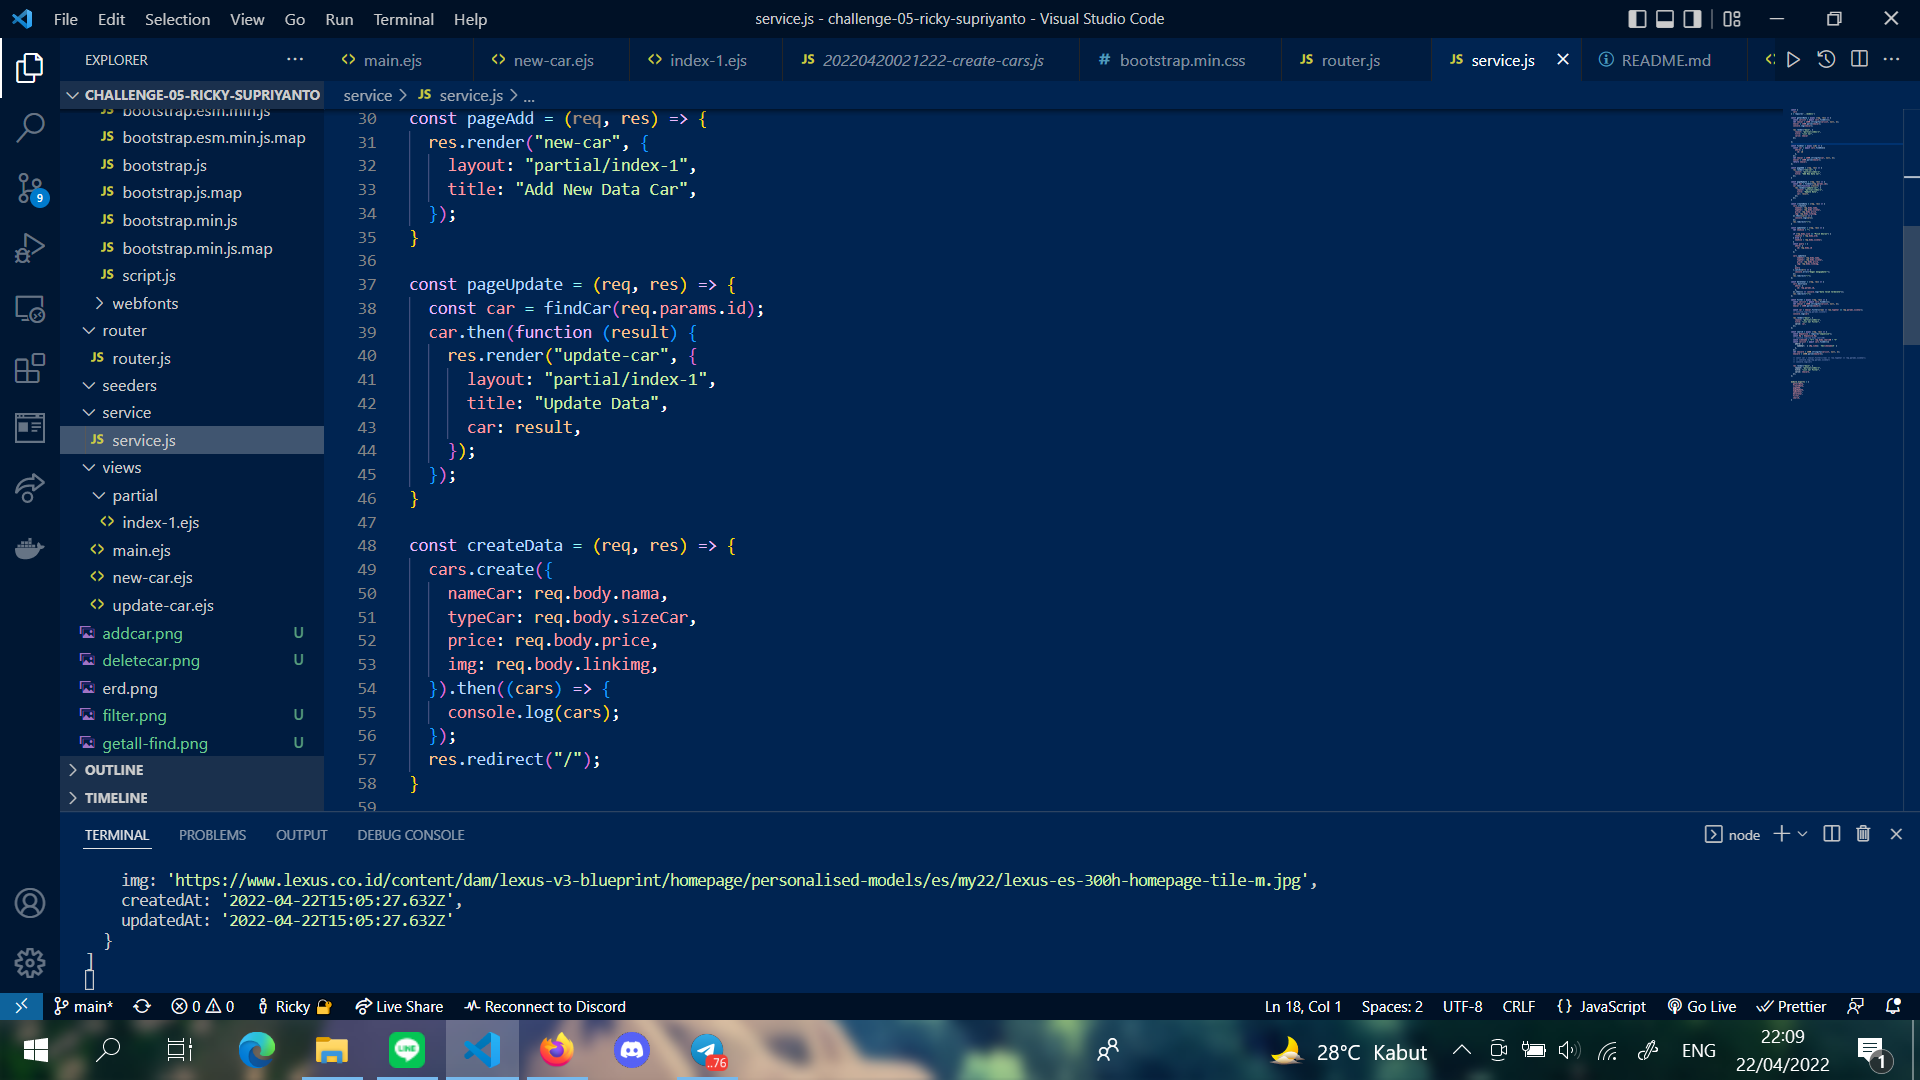 File Edit Selection View Go Run Terminal Help
service.js - challenge-05-ricky-supriyanto - Visual Studio Code
EXPLORER
main.ejs
new-car.ejs
index-1.ejs
JS 20220420021222-create-cars.js
# bootstrap.min.css
JS router.js
JS service.js
README.md
CHALLENGE-05-RICKY-SUPRIYANTO
service > JS service.js > ...
JS bootstrap.esm.min.js
JS bootstrap.esm.min.js.map
JS bootstrap.js
JS bootstrap.js.map
JS bootstrap.min.js
JS bootstrap.min.js.map
JS script.js
webfonts
router
JS router.js
seeders
service
JS service.js
views
partial
index-1.ejs
main.ejs
new-car.ejs
update-car.ejs
addcar.png U
deletecar.png U
erd.png
filter.png U
getall-find.png U
OUTLINE
TIMELINE
9
30 const pageAdd = (req, res) => {
31 res.render("new-car", {
32 layout: "partial/index-1",
33 title: "Add New Data Car",
34 });
35 }
36
37 const pageUpdate = (req, res) => {
38 const car = findCar(req.params.id);
39 car.then(function (result) {
40 res.render("update-car", {
41 layout: "partial/index-1",
42 title: "Update Data",
43 car: result,
44 });
45 });
46 }
47
48 const createData = (req, res) => {
49 cars.create({
50 nameCar: req.body.nama,
51 typeCar: req.body.sizeCar,
52 price: req.body.price,
53 img: req.body.linkimg,
54 }).then((cars) => {
55 console.log(cars);
56 });
57 res.redirect("/");
58 }
59
TERMINAL PROBLEMS OUTPUT DEBUG CONSOLE
node
img: 'https://www.lexus.co.id/content/dam/lexus-v3-blueprint/homepage/personalised-models/es/my22/lexus-es-300h-homepage-tile-m.jpg',
createdAt: '2022-04-22T15:05:27.632Z',
updatedAt: '2022-04-22T15:05:27.632Z'
}
]
main* 0 0 Ricky Live Share Reconnect to Discord
Ln 18, Col 1 Spaces: 2 UTF-8 CRLF {} JavaScript Go Live Prettier
LINE
..76
28°C Kabut
ENG
22:09
22/04/2022
1